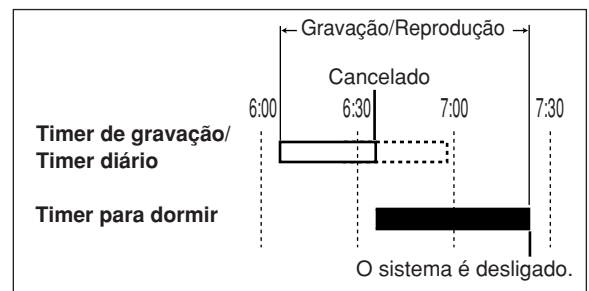 Gravação/Reprodução
Cancelado
6:00 6:30 7:00 7:30
Timer de gravação/
Timer diário
Timer para dormir
O sistema é desligado.